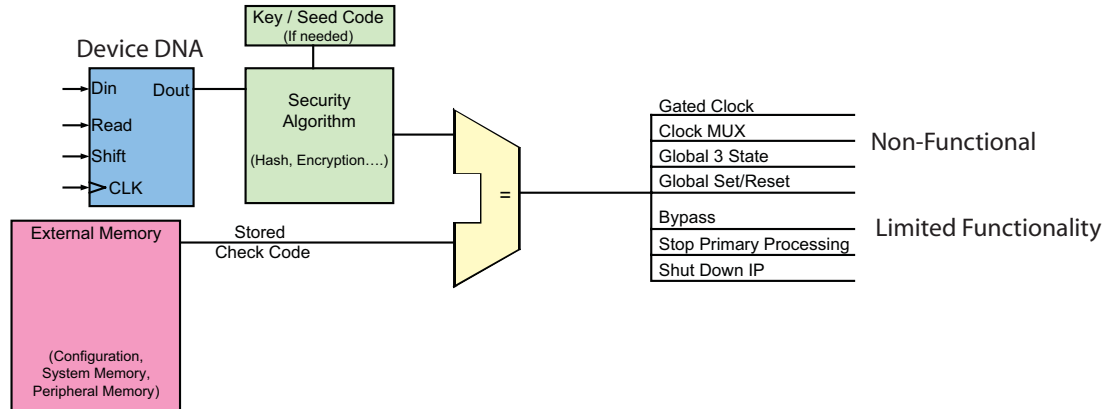 Key / Seed Code
(If needed)
Device DNA
Din
Dout
Read
Shift
CLK
Security
Algorithm
(Hash, Encryption....)
=
External Memory
(Configuration,
System Memory,
Peripheral Memory)
Stored
Check Code
Gated Clock
Clock MUX
Global 3 State
Global Set/Reset
Non-Functional
Bypass
Stop Primary Processing
Shut Down IP
Limited Functionality